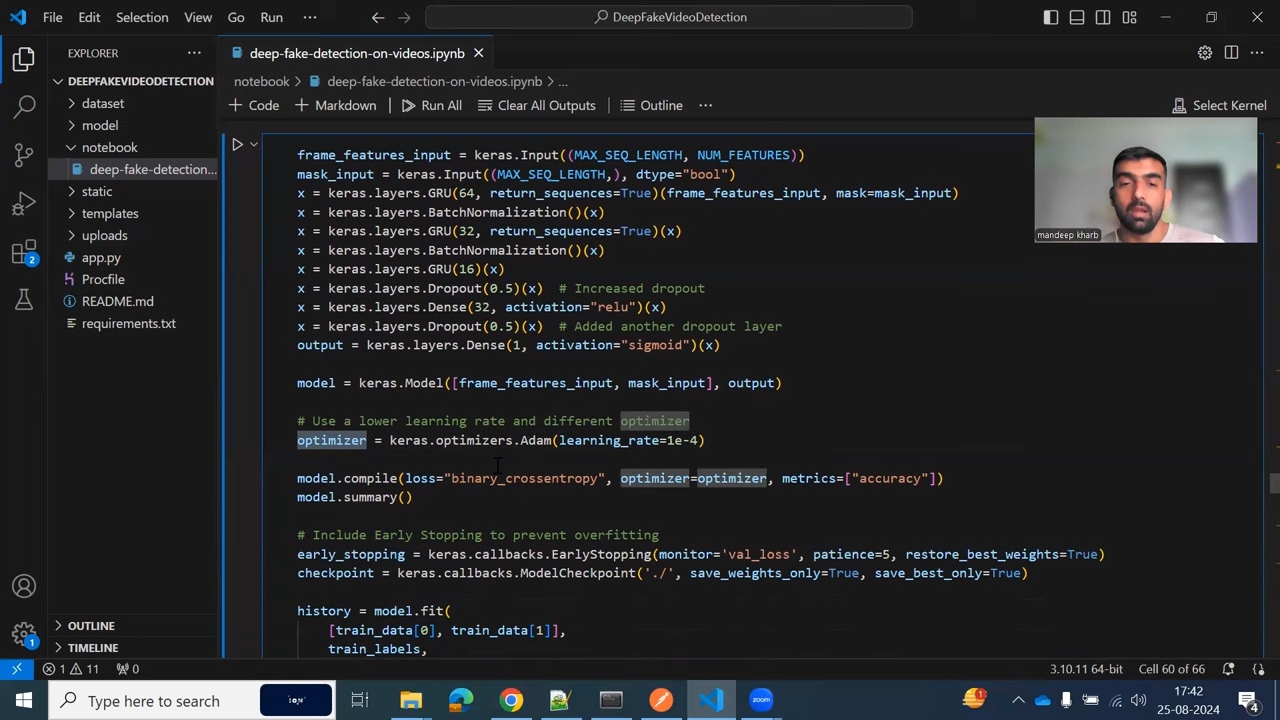 File Edit Selection View Go Run ... DeepFakeVideoDetection
EXPLORER ... deep-fake-detection-on-videos.ipynb
DEEPFAKEVIDEODETECTION
dataset
model
notebook
deep-fake-detection...
static
templates
uploads
app.py
Procfile
README.md
requirements.txt
OUTLINE
TIMELINE
notebook > deep-fake-detection-on-videos.ipynb > ...
+ Code + Markdown Run All Clear All Outputs Outline ... Select Kernel
frame_features_input = keras.Input((MAX_SEQ_LENGTH, NUM_FEATURES))
mask_input = keras.Input((MAX_SEQ_LENGTH,), dtype="bool")
x = keras.layers.GRU(64, return_sequences=True)(frame_features_input, mask=mask_input)
x = keras.layers.BatchNormalization()(x)
x = keras.layers.GRU(32, return_sequences=True)(x)
x = keras.layers.BatchNormalization()(x)
x = keras.layers.GRU(16)(x)
x = keras.layers.Dropout(0.5)(x) # Increased dropout
x = keras.layers.Dense(32, activation="relu")(x)
x = keras.layers.Dropout(0.5)(x) # Added another dropout layer
output = keras.layers.Dense(1, activation="sigmoid")(x)
model = keras.Model([frame_features_input, mask_input], output)
# Use a lower learning rate and different optimizer
optimizer = keras.optimizers.Adam(learning_rate=1e-4)
model.compile(loss="binary_crossentropy", optimizer=optimizer, metrics=["accuracy"])
model.summary()
# Include Early Stopping to prevent overfitting
early_stopping = keras.callbacks.EarlyStopping(monitor='val_loss', patience=5, restore_best_weights=True)
checkpoint = keras.callbacks.ModelCheckpoint('./', save_weights_only=True, save_best_only=True)
history = model.fit(
[train_data[0], train_data[1]],
train_labels,
mandeep kharb
2
1
1 11 0 3.10.11 64-bit Cell 60 of 66
Type here to search
1
17:42
25-08-2024
4